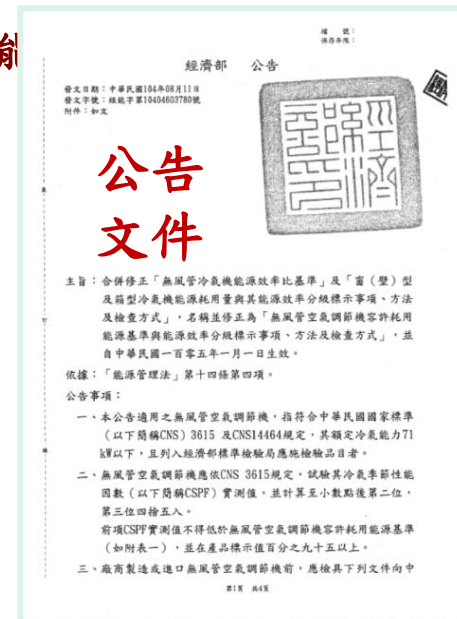 能
檔　號：
保存年限：
經濟部　公告
發文日期：中華民國104年08月11日
發文字號：經能字第10404603780號
附件：如文
經濟部印
公告
文件
主旨：合併修正「無風管冷氣機能源效率比基準」及「窗（壁）型
及箱型冷氣機能源耗用量與其能源效率分級標示事項、方法
及檢查方式」，名稱並修正為「無風管空氣調節機容許耗用
能源基準與能源效率分級標示事項、方法及檢查方式」，並
自中華民國一百零五年一月一日生效。
依據：「能源管理法」第十四條第四項。
公告事項：
一、本公告適用之無風管空氣調節機，指符合中華民國國家標準
（以下簡稱CNS）3615 及CNS14464規定，其額定冷氣能力71
kW以下，且列入經濟部標準檢驗局應施檢驗品目者。
二、無風管空氣調節機應依CNS 3615規定，試驗其冷氣季節性能
因數（以下簡稱CSPF）實測值，並計算至小數點後第二位，
第三位四捨五入。
前項CSPF實測值不得低於無風管空氣調節機容許耗用能源基準
（如附表一），並在產品標示值百分之九十五以上。
三、廠商製造或進口無風管空氣調節機前，應檢具下列文件向中
第1頁　共4頁